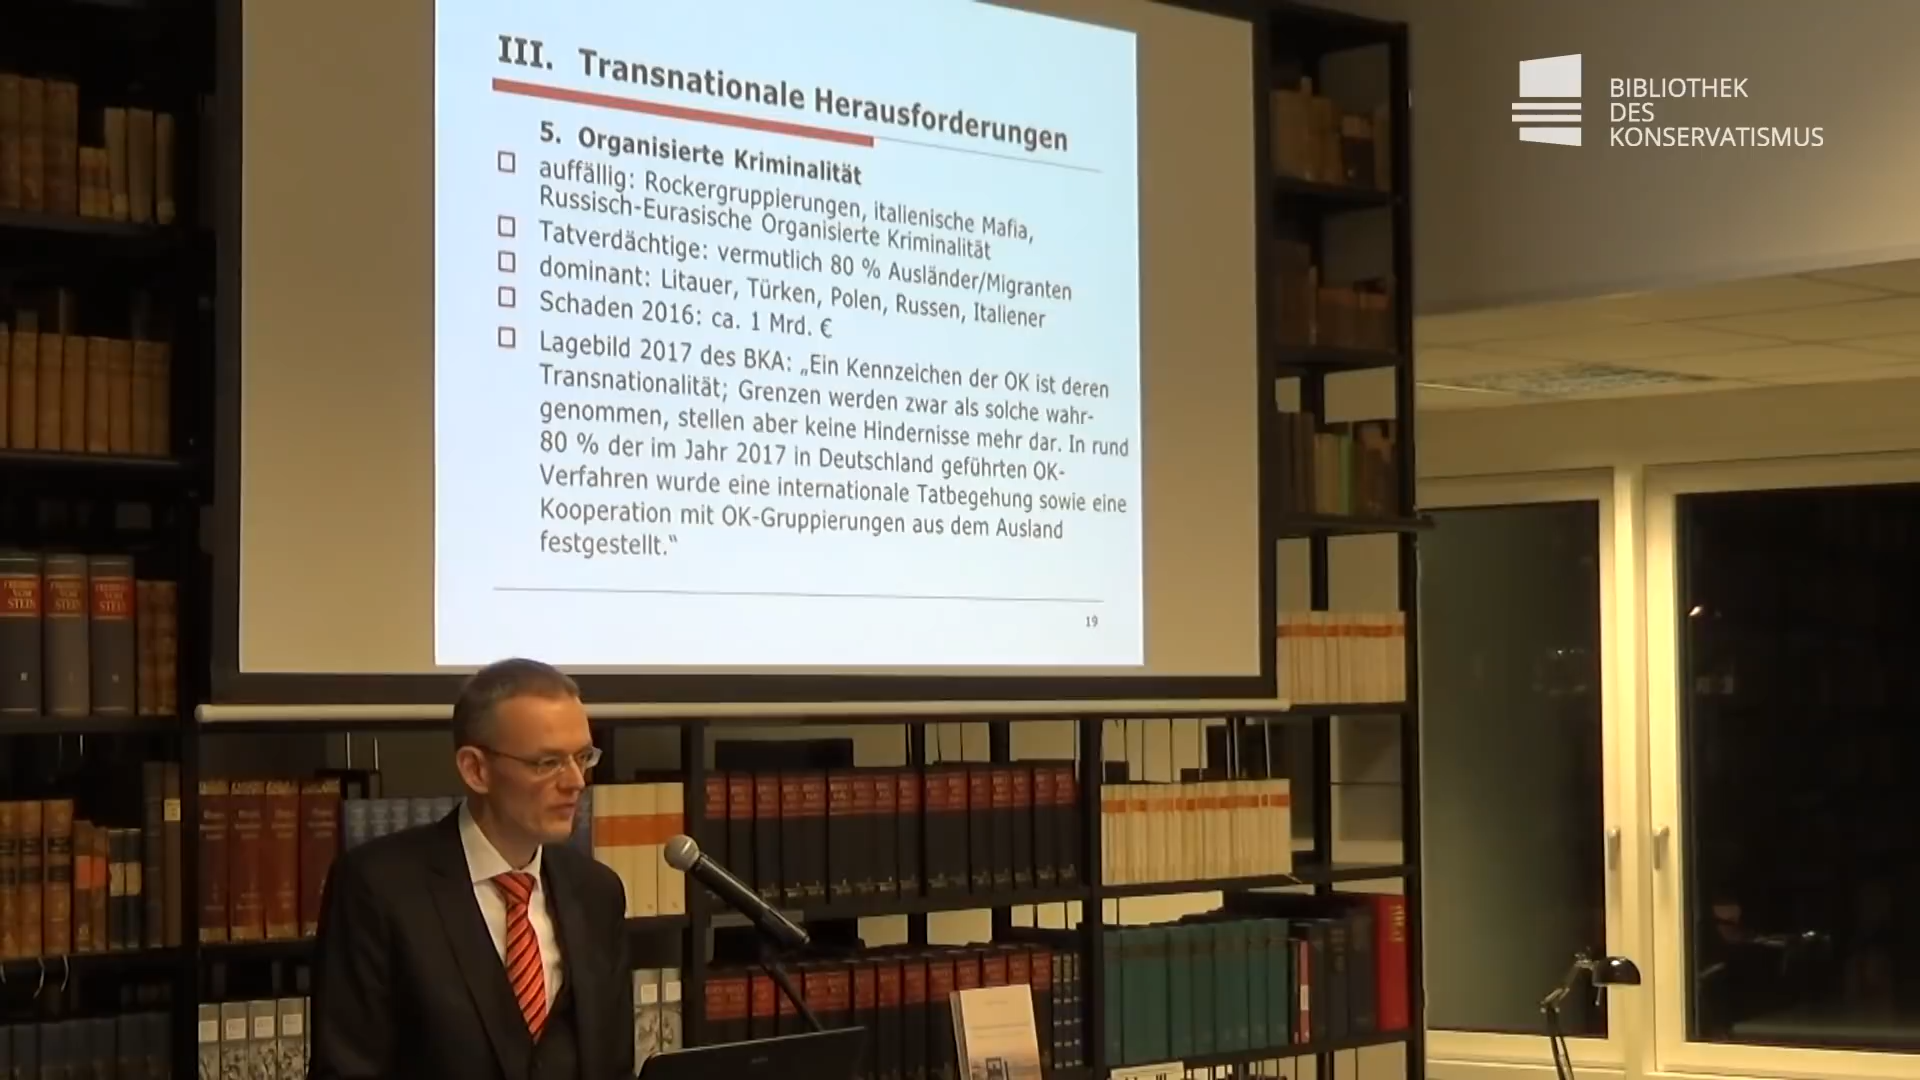 III. Transnationale Herausforderungen
5. Organisierte Kriminalität
auffällig: Rockergruppierungen, italienische Mafia,
Russisch-Eurasische Organisierte Kriminalität
Tatverdächtige: vermutlich 80 % Ausländer/Migranten
dominant: Litauer, Türken, Polen, Russen, Italiener
Schaden 2016: ca. 1 Mrd. €
Lagebild 2017 des BKA: „Ein Kennzeichen der OK ist deren
Transnationalität; Grenzen werden zwar als solche wahr-
genommen, stellen aber keine Hindernisse mehr dar. In rund
80 % der im Jahr 2017 in Deutschland geführten OK-
Verfahren wurde eine internationale Tatbegehung sowie eine
Kooperation mit OK-Gruppierungen aus dem Ausland
festgestellt.“
19
BIBLIOTHEK
DES
KONSERVATISMUS
STEIN
STEIN
STEIN